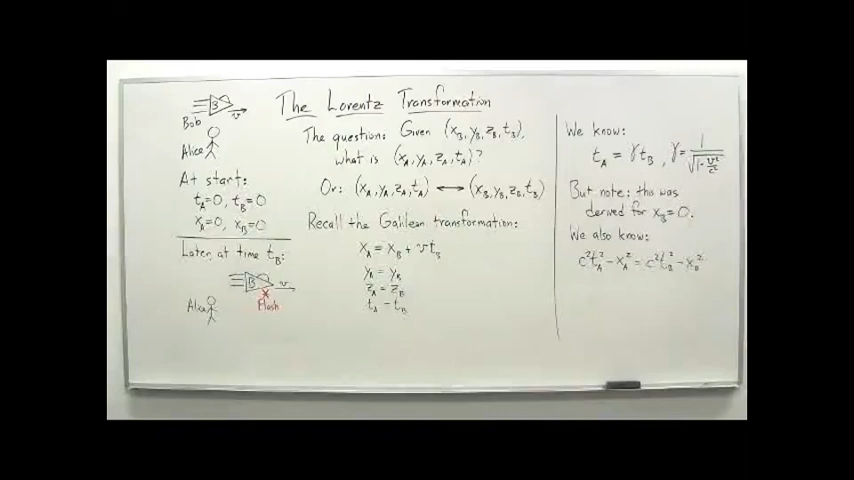 The Lorentz Transformation
B
v
Bob
Alice
At start:
t_A=0, t_B=0
x_A=0, x_B=0
Later, at time t_B:
B
v
Alice
Flash
The question: Given (x_B, y_B, z_B, t_B),
what is (x_A, y_A, z_A, t_A)?
Or: (x_A, y_A, z_A, t_A) ⟷ (x_B, y_B, z_B, t_B)
Recall the Galilean transformation:
x_A = x_B + vt_B
y_A = y_B
z_A = z_B
t_A = t_B
We know:
t_A = γt_B, γ = 1/√(1-v²/c²)
But note: this was
derived for x_B=0.
We also know:
c²t_A² - x_A² = c²t_B² - x_B²